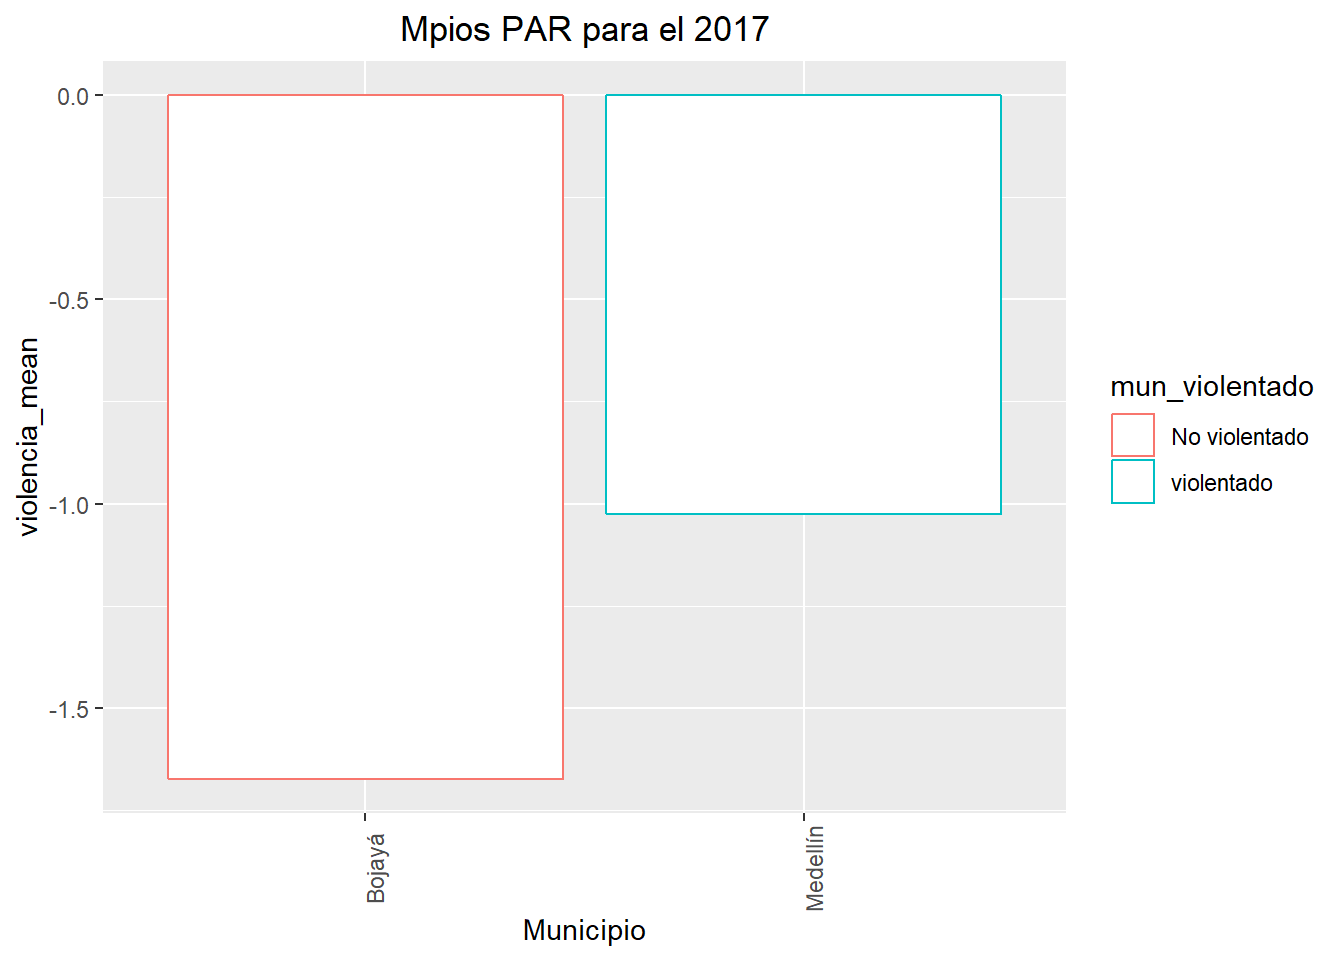 Mpios PAR para el 2017
violencia_mean
0.0
-0.5
-1.0
-1.5
Bojayá
Medellín
Municipio
mun_violentado
No violentado
violentado